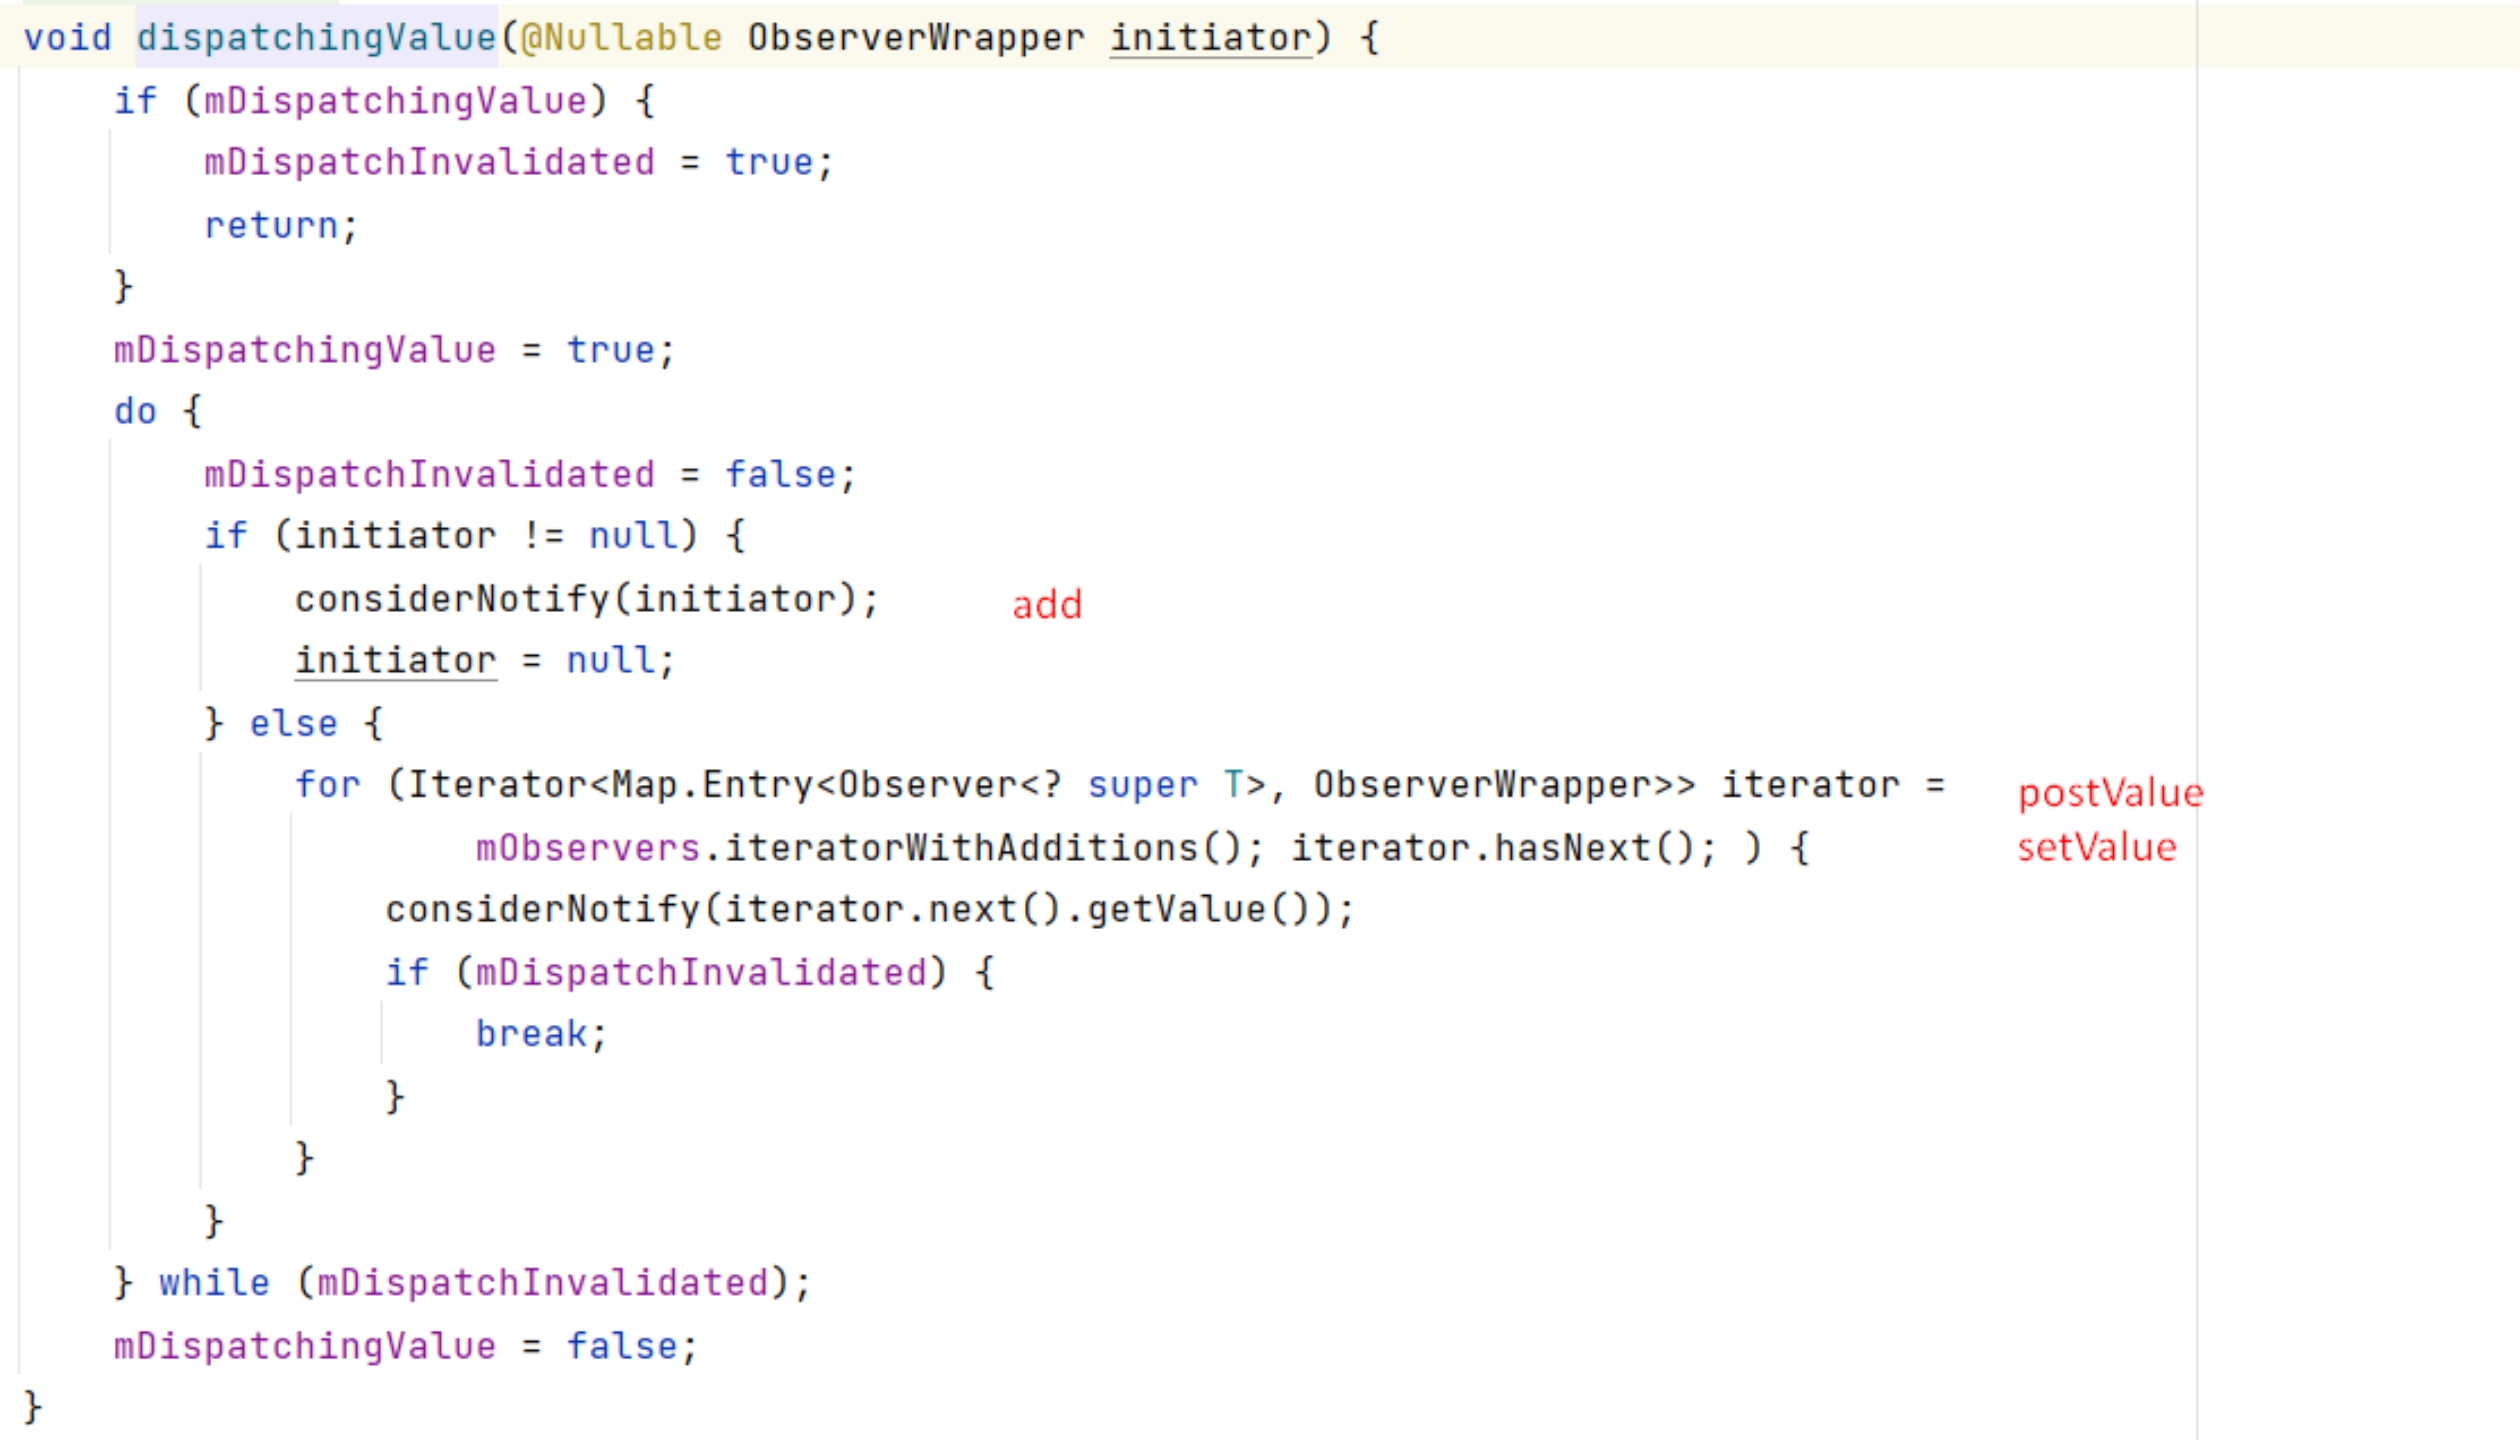 void dispatchingValue(@Nullable ObserverWrapper initiator) {
    if (mDispatchingValue) {
        mDispatchInvalidated = true;
        return;
    }
    mDispatchingValue = true;
    do {
        mDispatchInvalidated = false;
        if (initiator != null) {
            considerNotify(initiator);      add
            initiator = null;
        } else {
            for (Iterator<Map.Entry<Observer<? super T>, ObserverWrapper>> iterator =   postValue
                    mObservers.iteratorWithAdditions(); iterator.hasNext(); ) {         setValue
                considerNotify(iterator.next().getValue());
                if (mDispatchInvalidated) {
                    break;
                }
            }
        }
    } while (mDispatchInvalidated);
    mDispatchingValue = false;
}